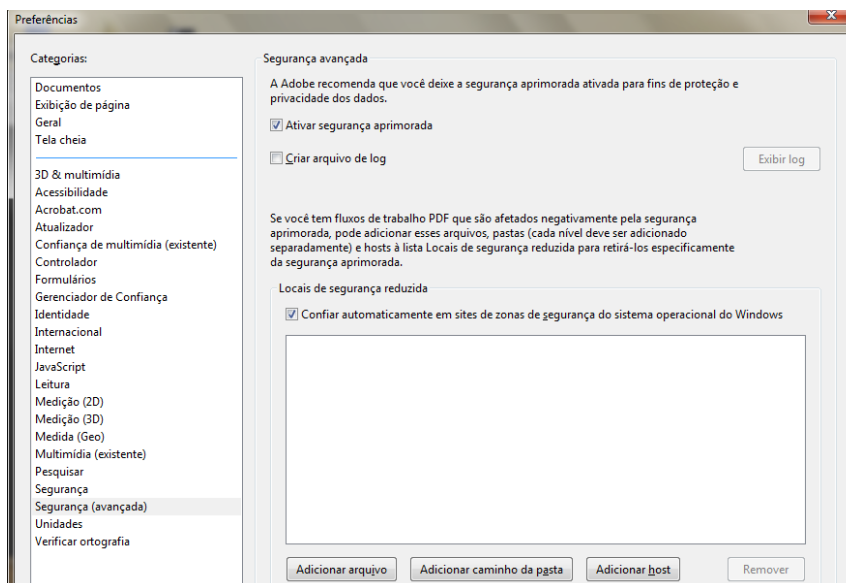 Preferências
Categorias:
Documentos
Exibição de página
Geral
Tela cheia
3D & multimídia
Acessibilidade
Acrobat.com
Atualizador
Confiança de multimídia (existente)
Controlador
Formulários
Gerenciador de Confiança
Identidade
Internacional
Internet
JavaScript
Leitura
Medição (2D)
Medição (3D)
Medida (Geo)
Multimídia (existente)
Pesquisar
Segurança
Segurança (avançada)
Unidades
Verificar ortografia
Segurança avançada
A Adobe recomenda que você deixe a segurança aprimorada ativada para fins de proteção e
privacidade dos dados.
Ativar segurança aprimorada
Criar arquivo de log
Exibir log
Se você tem fluxos de trabalho PDF que são afetados negativamente pela segurança
aprimorada, pode adicionar esses arquivos, pastas (cada nível deve ser adicionado
separadamente) e hosts à lista Locais de segurança reduzida para retirá-los especificamente
da segurança aprimorada.
Locais de segurança reduzida
Confiar automaticamente em sites de zonas de segurança do sistema operacional do Windows
Adicionar arquivo
Adicionar caminho da pasta
Adicionar host
Remover